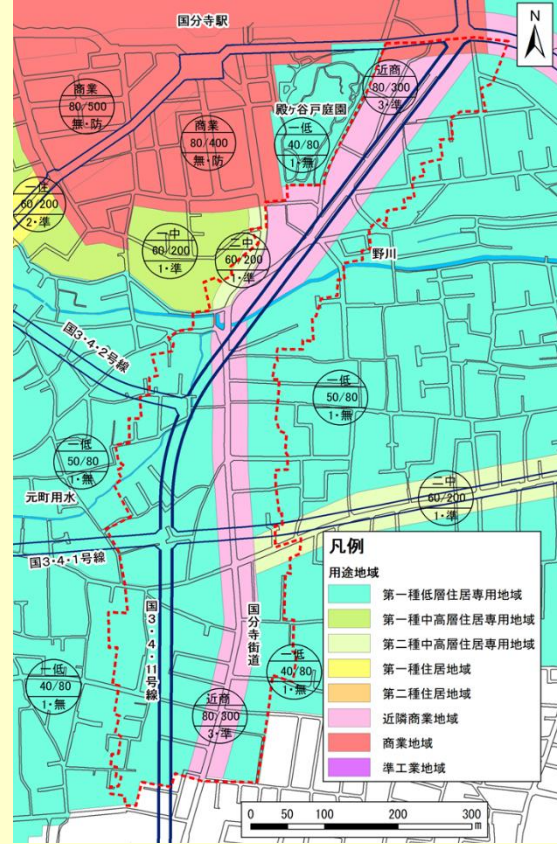 国分寺駅
N
商業
80/500
無・防
近商
80/300
3・準
殿ヶ谷戸庭園
商業
80/400
無・防
一低
40/80
1・無
一住
60/200
2・準
一中
60/200
1・準
二中
60/200
1・準
野川
国3・4・2号線
一低
50/80
1・無
一低
50/80
1・無
元町用水
二中
60/200
1・準
国3・4・1号線
国3・4・11号線
国分寺街道
一低
40/80
1・無
一低
40/80
1・無
近商
80/300
3・準
凡例
用途地域
第一種低層住居専用地域
第一種中高層住居専用地域
第二種中高層住居専用地域
第一種住居地域
第二種住居地域
近隣商業地域
商業地域
準工業地域
0 50 100 200 300
m